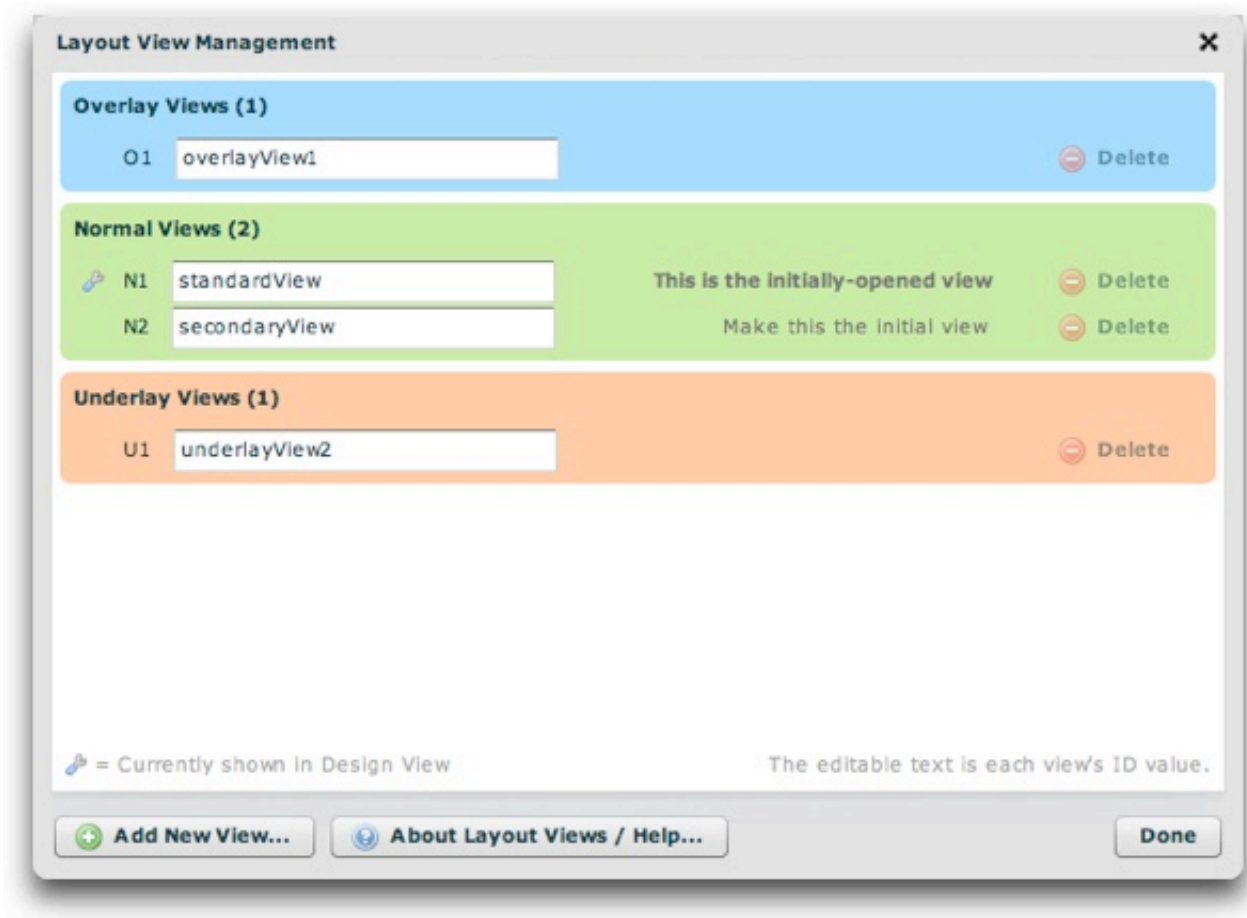 Layout View Management
Overlay Views (1)
O1 overlayView1 Delete
Normal Views (2)
N1 standardView This is the initially-opened view Delete
N2 secondaryView Make this the initial view Delete
Underlay Views (1)
U1 underlayView2 Delete
= Currently shown in Design View The editable text is each view's ID value.
Add New View... About Layout Views / Help... Done